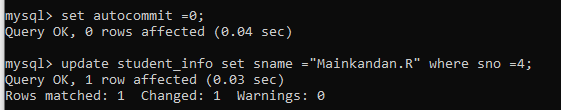 mysql> set autocommit =0;
Query OK, 0 rows affected (0.04 sec)
mysql> update student_info set sname ="Mainkandan.R" where sno =4;
Query OK, 1 row affected (0.03 sec)
Rows matched: 1  Changed: 1  Warnings: 0